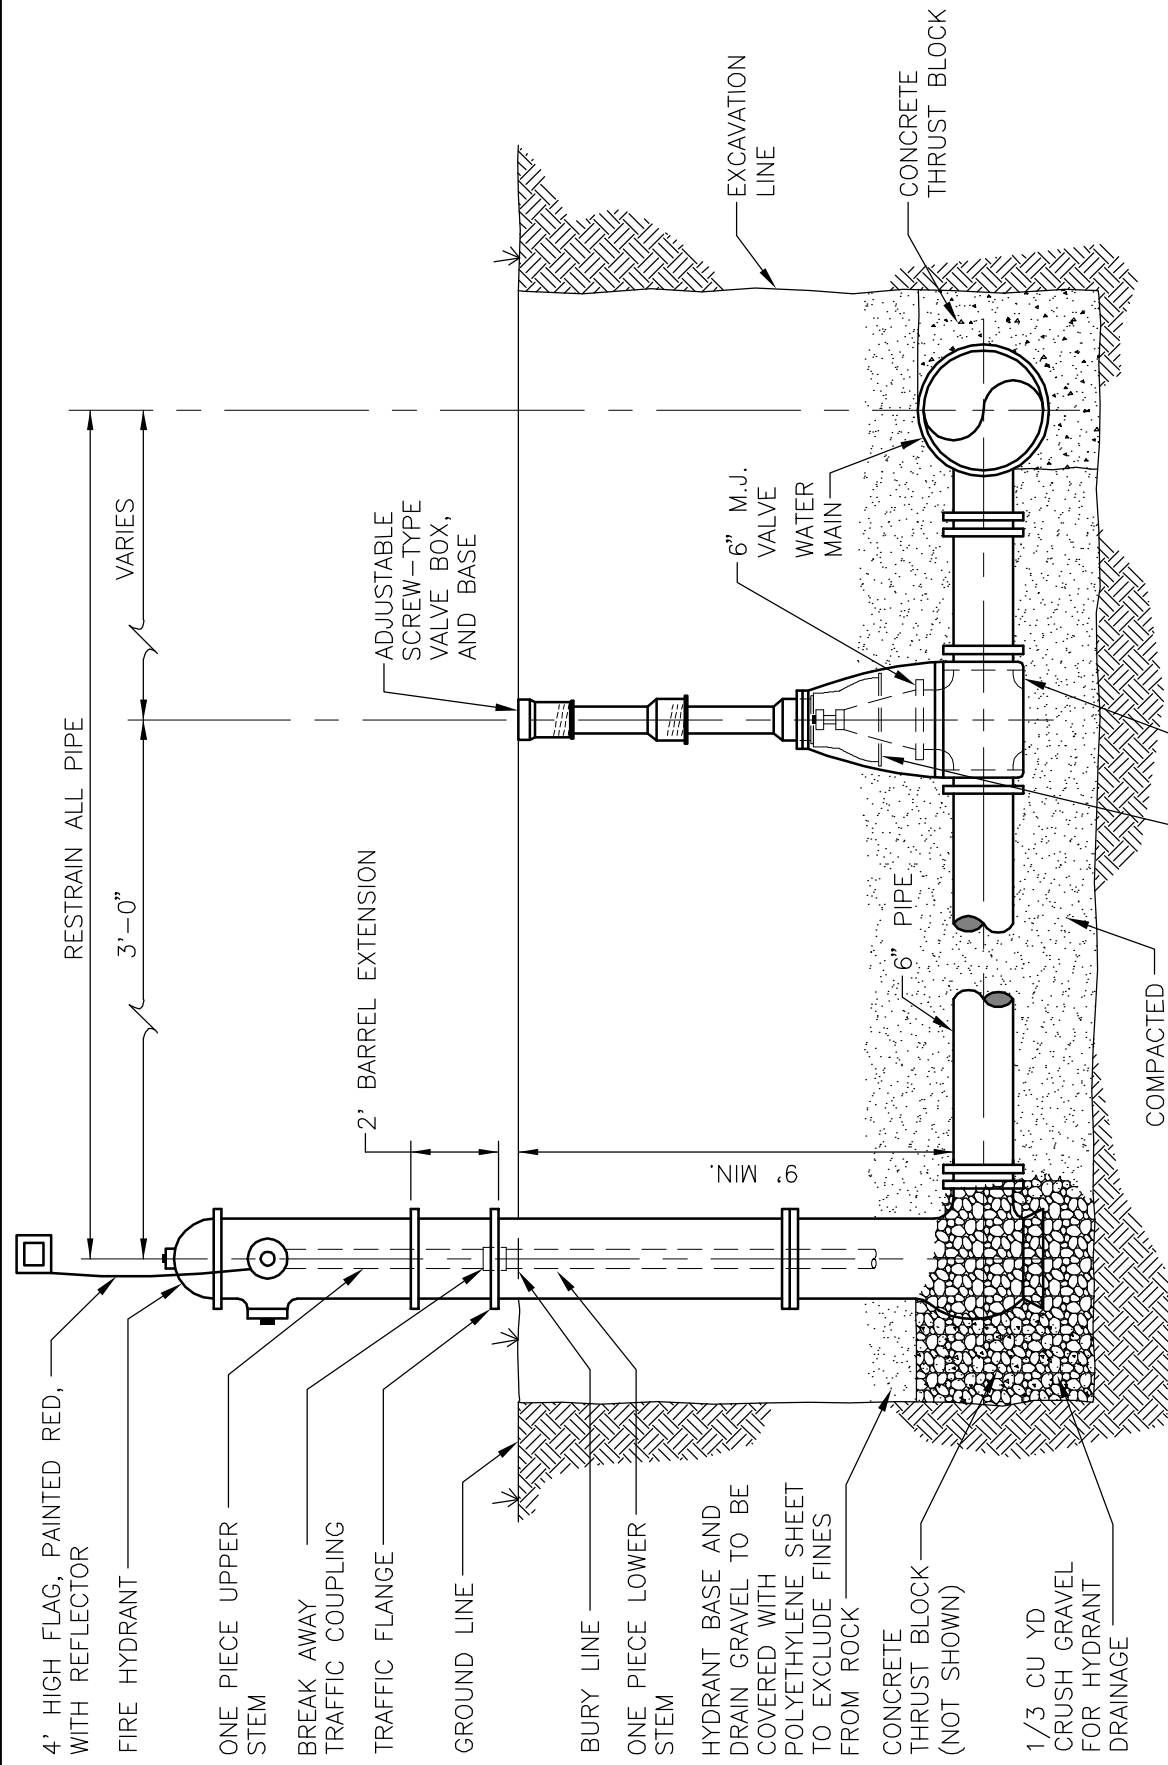 4' HIGH FLAG, PAINTED RED,
WITH REFLECTOR
FIRE HYDRANT
ONE PIECE UPPER
STEM
BREAK AWAY
TRAFFIC COUPLING
TRAFFIC FLANGE
GROUND LINE
BURY LINE
ONE PIECE LOWER
STEM
HYDRANT BASE AND
DRAIN GRAVEL TO BE
COVERED WITH
POLYETHYLENE SHEET
TO EXCLUDE FINES
FROM ROCK
CONCRETE
THRUST BLOCK
(NOT SHOWN)
1/3 CU YD
CRUSH GRAVEL
FOR HYDRANT
DRAINAGE
RESTRAIN ALL PIPE
3'-0"
VARIES
2' BARREL EXTENSION
9' MIN.
ADJUSTABLE
SCREW-TYPE
VALVE BOX,
AND BASE
6" M.J.
VALVE
WATER
MAIN
6" PIPE
COMPACTED
EXCAVATION
LINE
CONCRETE
THRUST BLOCK